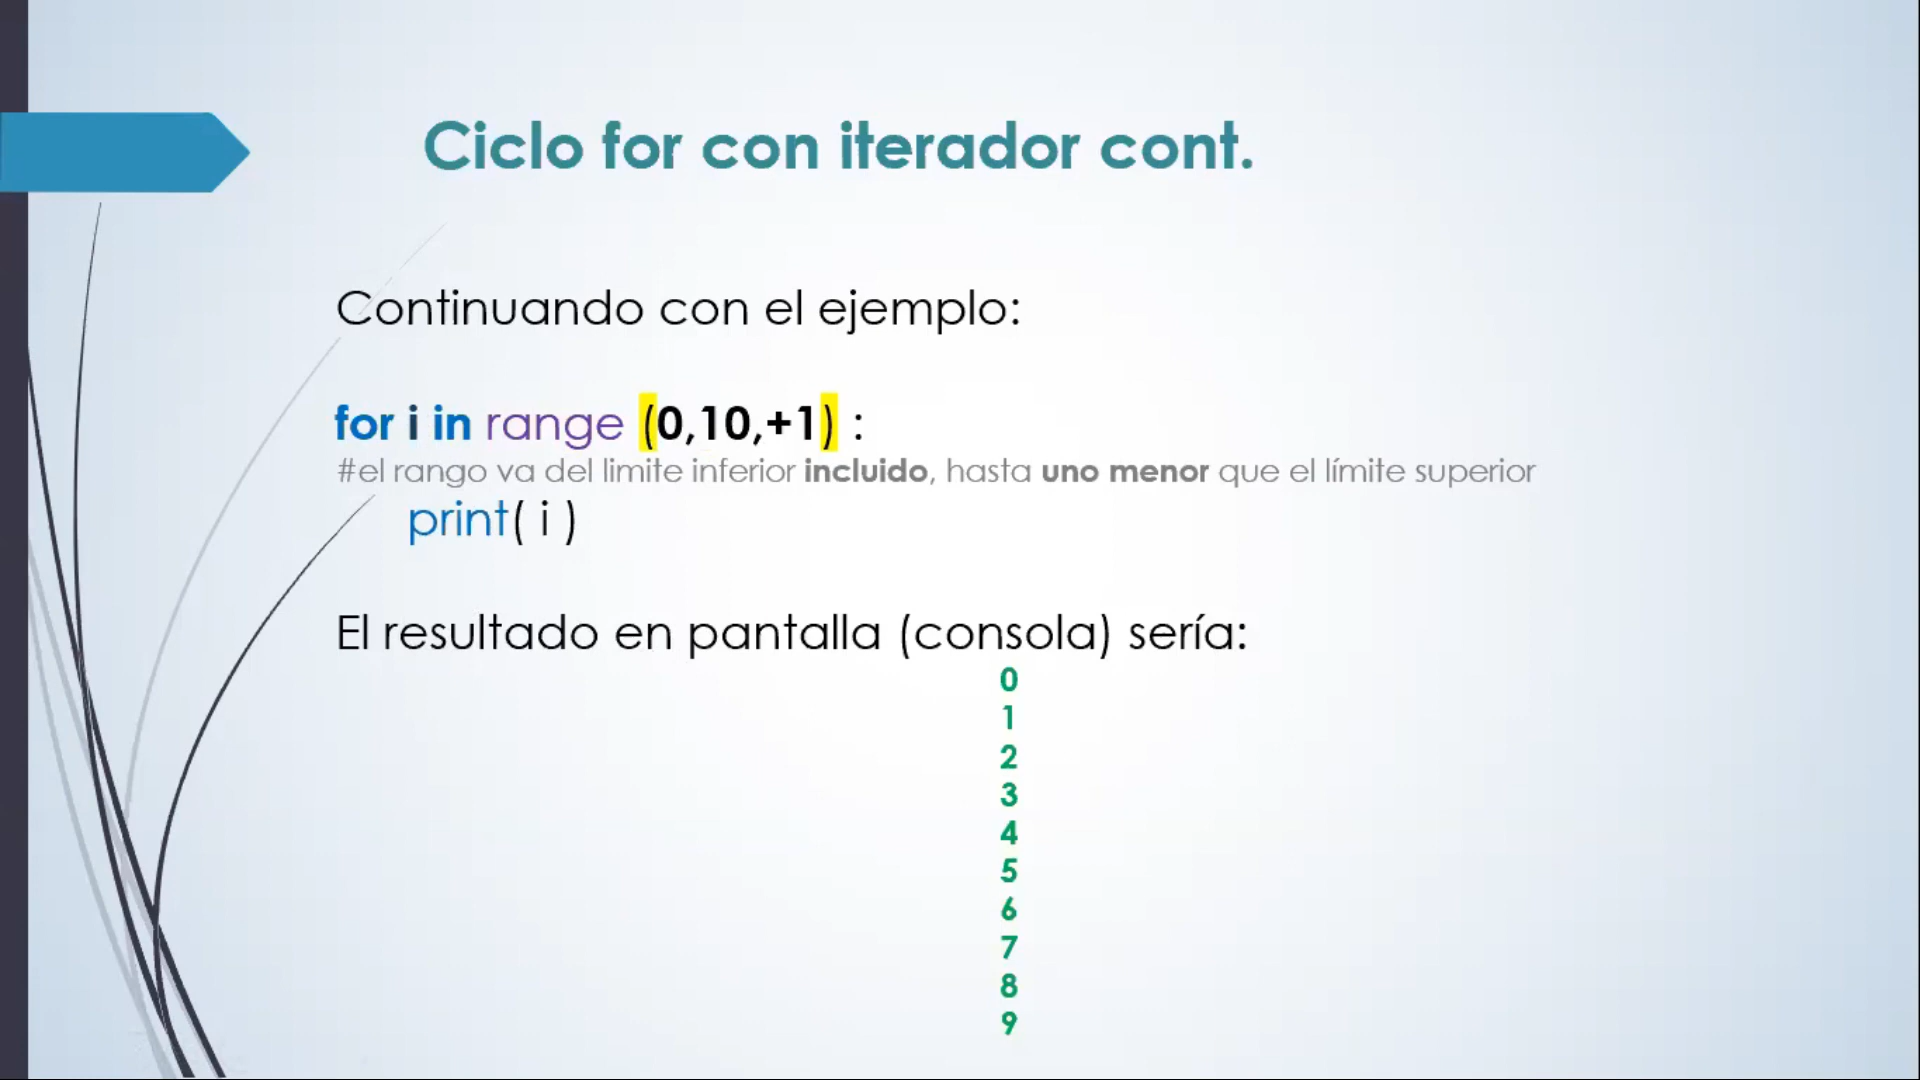 Ciclo for con iterador cont.
Continuando con el ejemplo:
for i in range (0,10,+1) :
#el rango va del limite inferior incluido, hasta uno menor que el límite superior
print( i )
El resultado en pantalla (consola) sería:
0
1
2
3
4
5
6
7
8
9